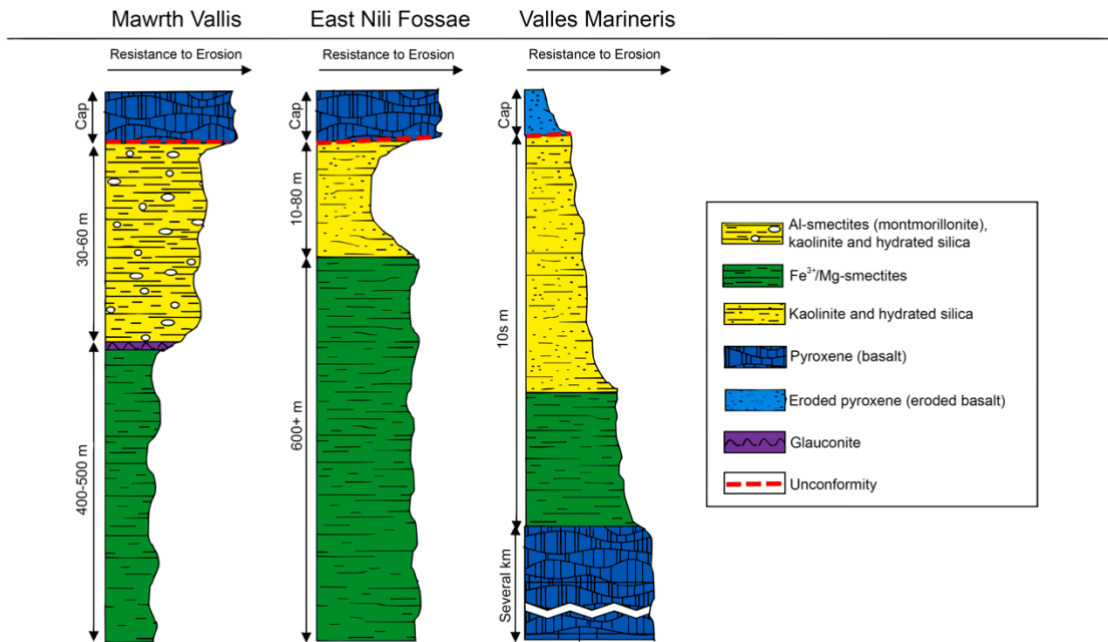 Mawrth Vallis
East Nili Fossae
Valles Marineris
Resistance to Erosion
Resistance to Erosion
Resistance to Erosion
Cap
30-60 m
400-500 m
Cap
10-80 m
600+ m
Cap
10s m
Several km
Al-smectites (montmorillonite),
kaolinite and hydrated silica
Fe³⁺/Mg-smectites
Kaolinite and hydrated silica
Pyroxene (basalt)
Eroded pyroxene (eroded basalt)
Glauconite
Unconformity